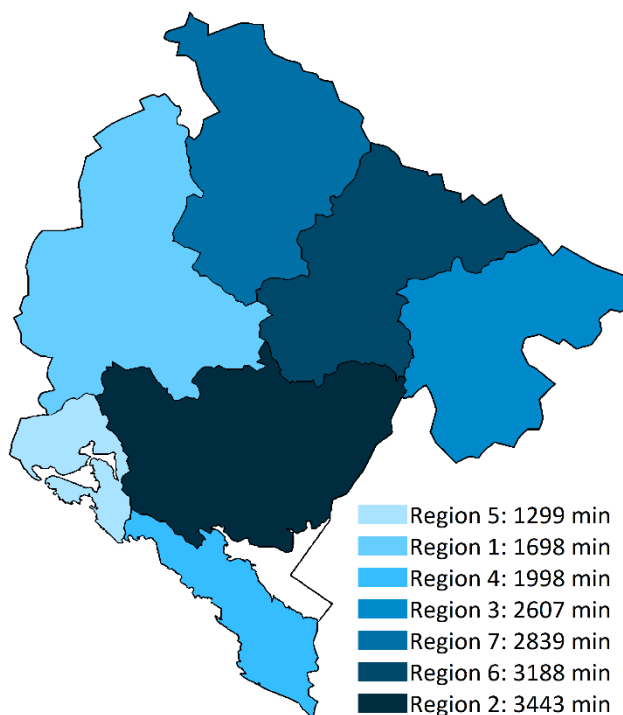 Region 5: 1299 min
Region 1: 1698 min
Region 4: 1998 min
Region 3: 2607 min
Region 7: 2839 min
Region 6: 3188 min
Region 2: 3443 min